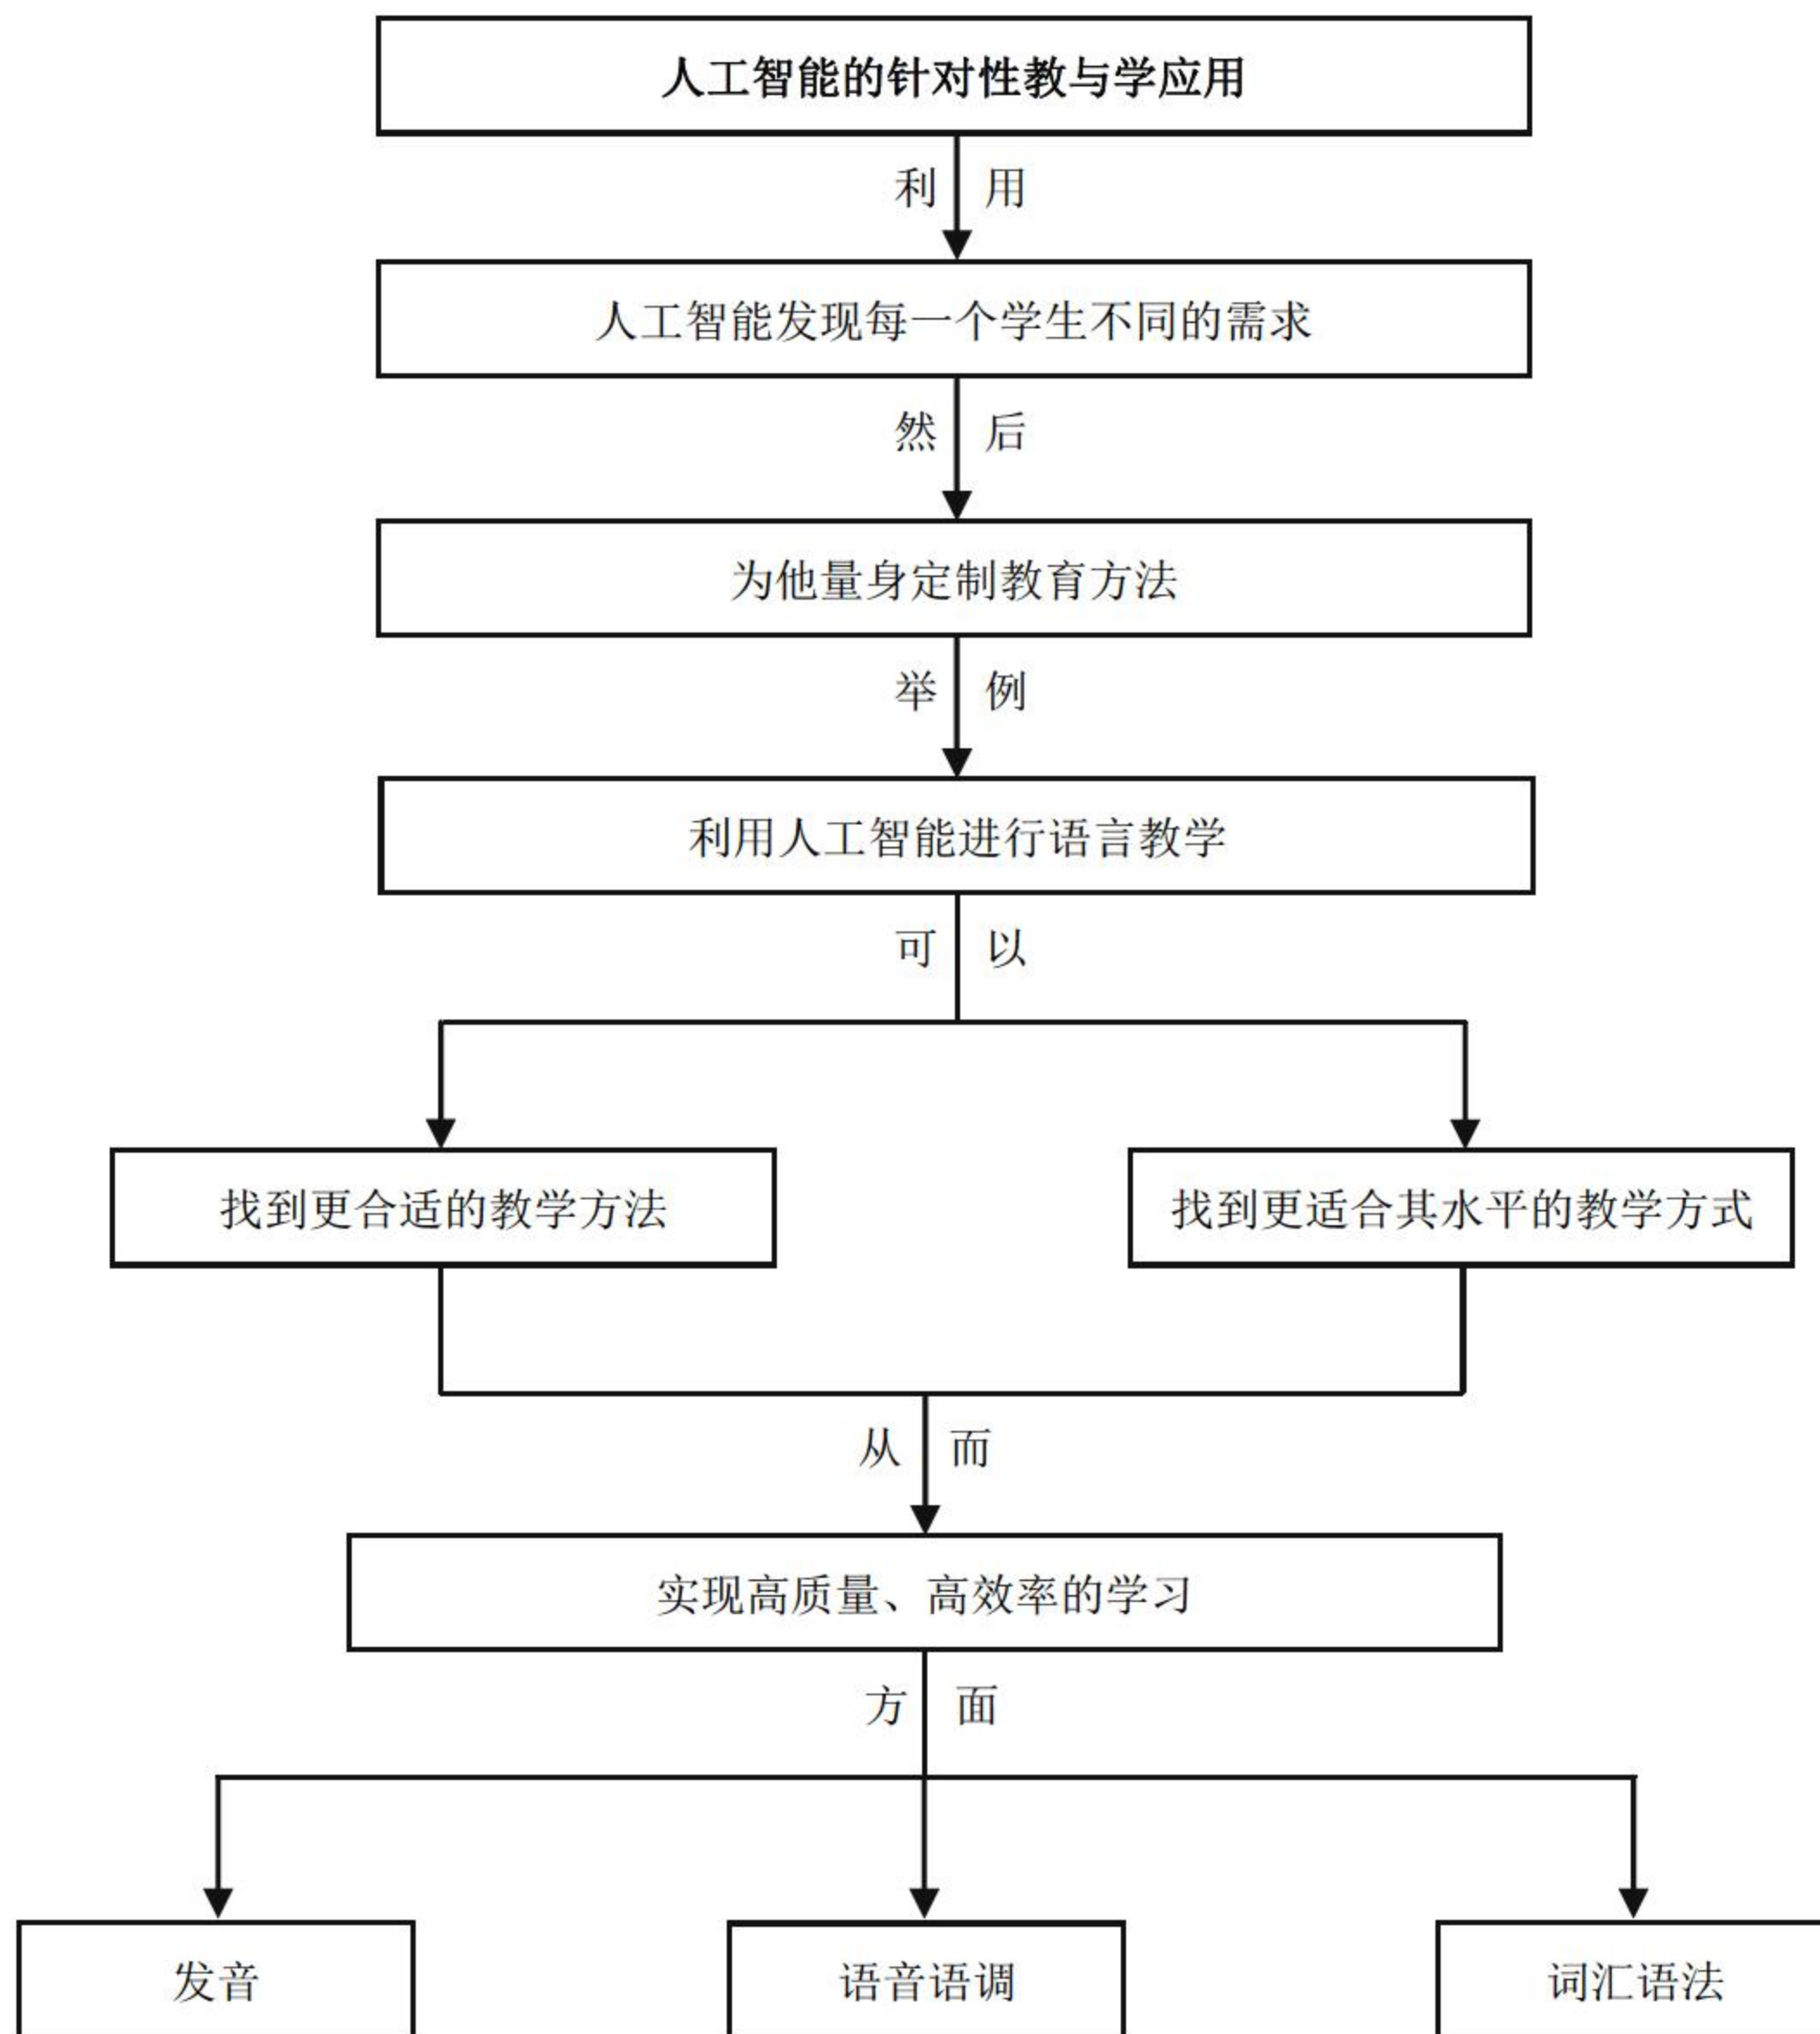 人工智能的针对性教与学应用
利用
人工智能发现每一个学生不同的需求
然后
为他量身定制教育方法
举例
利用人工智能进行语言教学
可以
找到更合适的教学方法
找到更适合其水平的教学方式
从而
实现高质量、高效率的学习
方面
发音
语音语调
词汇语法